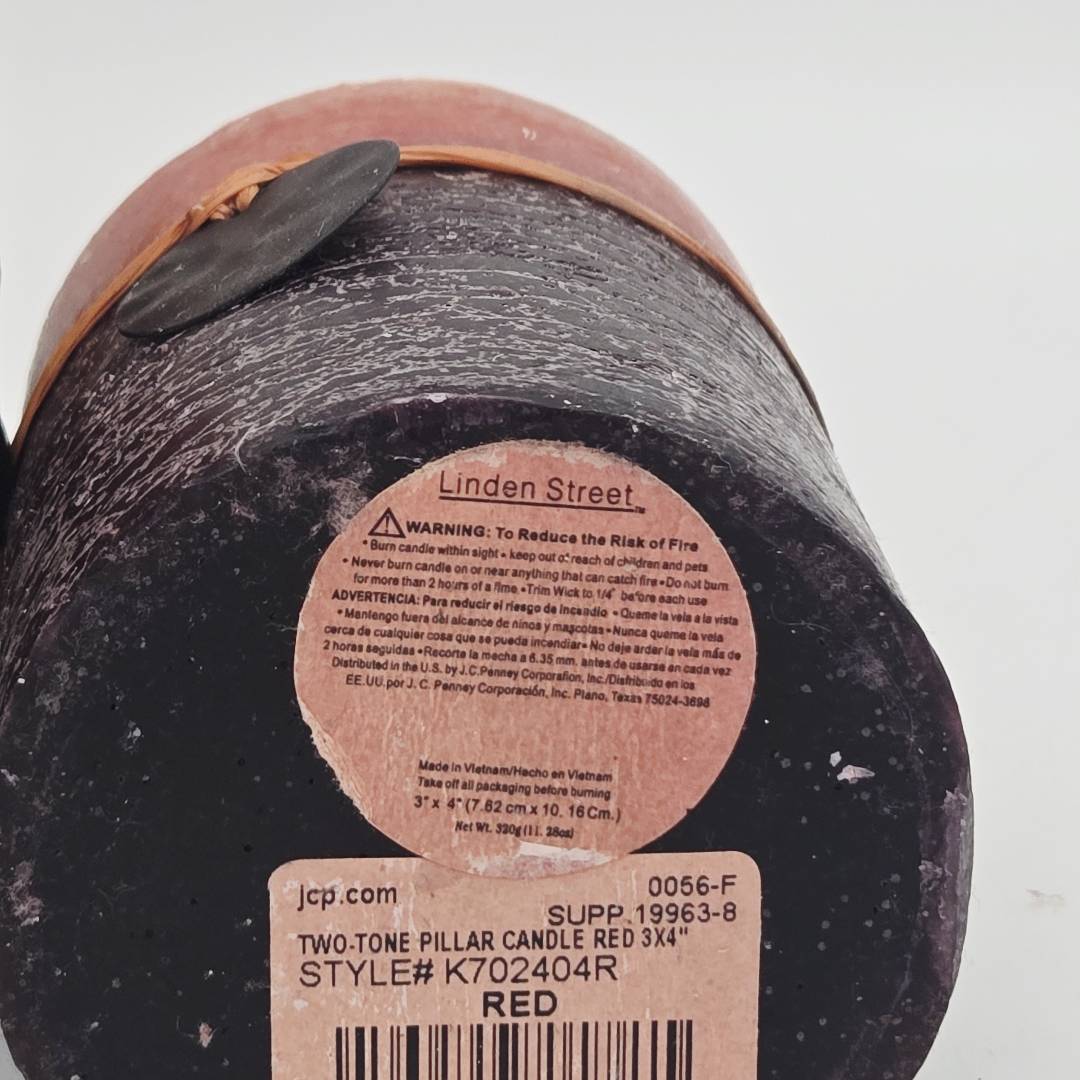 Linden Street™
⚠WARNING: To Reduce the Risk of Fire
• Burn candle within sight • keep out of reach of children and pets
• Never burn candle on or near anything that can catch fire • Do not burn
for more than 2 hours of a time • Trim Wick to 1/4" before each use
ADVERTENCIA: Para reducir el riesgo de Incendio • Queme la vela a la vista
• Mantengo fuera del alcance de ninos y mascotas • Nunca queme la vela
cerca de cualquier cosa que se pueda incendiar • No deje arder la vela más de
2 horas seguidas • Recorte la mecha a 6.35 mm. antes de usarse en cada vez
Distributed in the U.S. by J.C.Penney Corporation, Inc./Distribuido en los
EE.UU.por J. C. Penney Corporación, Inc. Plano, Texas 75024-3698
Made in Vietnam/Hacho en Vietnam
Take off all packaging before burning
3" x 4" (7.62 cm x 10. 16Cm.)
Net Wt. 320g (11. 28oz)
jcp.com 0056-F
SUPP.19963-8
TWO-TONE PILLAR CANDLE RED 3X4"
STYLE# K702404R
RED